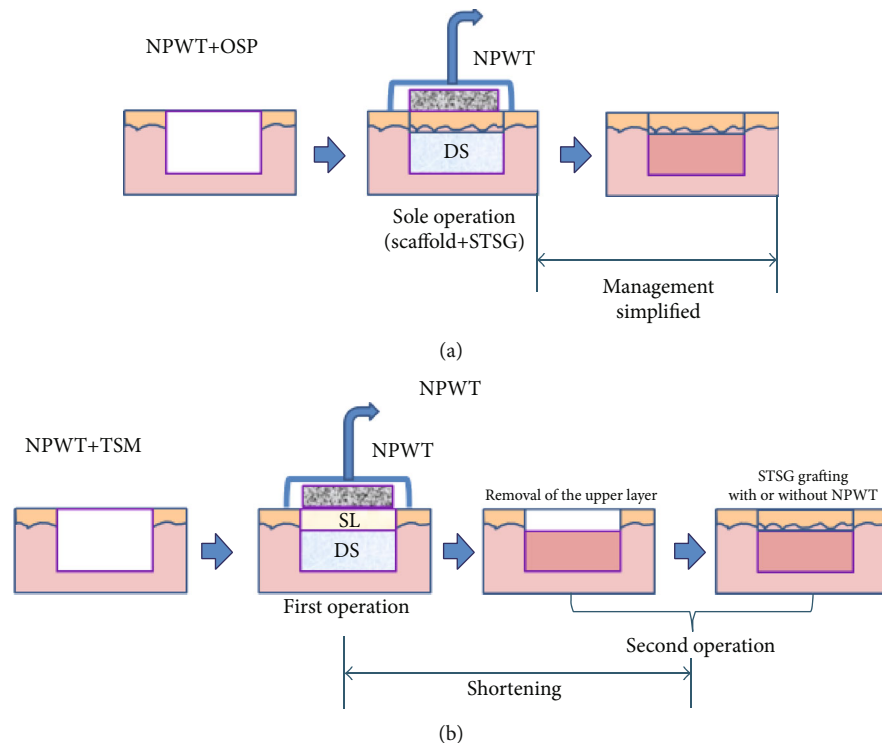 NPWT+OSP
NPWT
DS
Sole operation
(scaffold+STSG)
Management
simplified
(a)
NPWT
NPWT+TSM
NPWT
SL
DS
First operation
Removal of the upper layer
STSG grafting
with or without NPWT
Second operation
Shortening
(b)